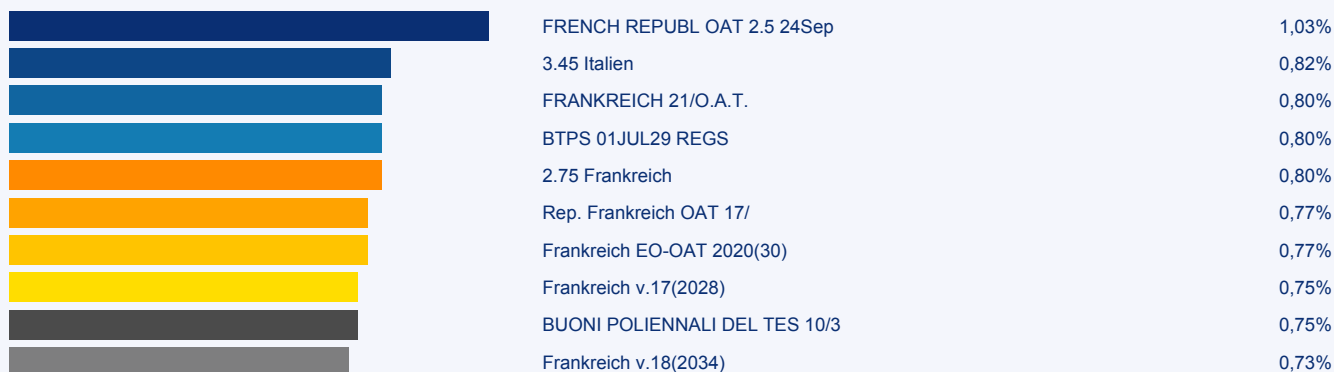 FRENCH REPUBL OAT 2.5 24Sep 1,03%
3.45 Italien 0,82%
FRANKREICH 21/O.A.T. 0,80%
BTPS 01JUL29 REGS 0,80%
2.75 Frankreich 0,80%
Rep. Frankreich OAT 17/ 0,77%
Frankreich EO-OAT 2020(30) 0,77%
Frankreich v.17(2028) 0,75%
BUONI POLIENNALI DEL TES 10/3 0,75%
Frankreich v.18(2034) 0,73%